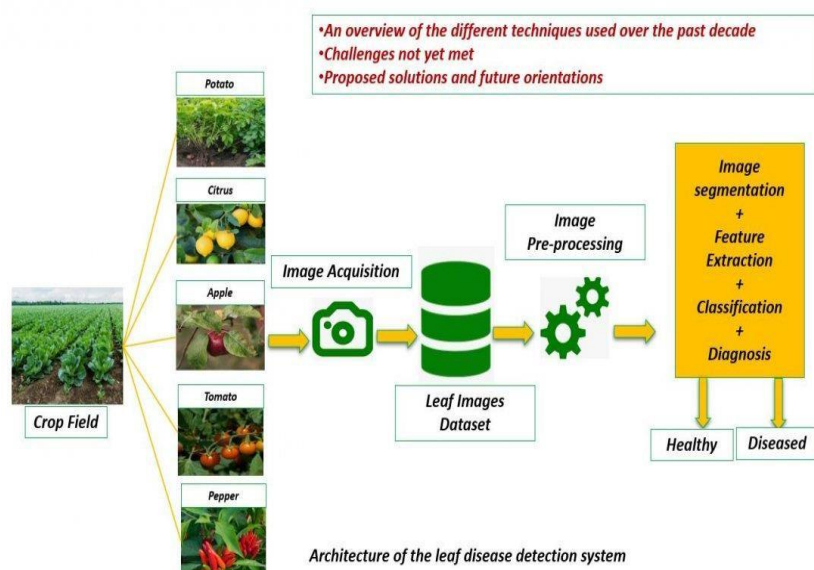 •An overview of the different techniques used over the past decade
•Challenges not yet met
•Proposed solutions and future orientations
Potato
Citrus
Apple
Tomato
Pepper
Crop Field
Image Acquisition
Leaf Images
Dataset
Image
Pre-processing
Image
segmentation
+
Feature
Extraction
+
Classification
+
Diagnosis
Healthy
Diseased
Architecture of the leaf disease detection system